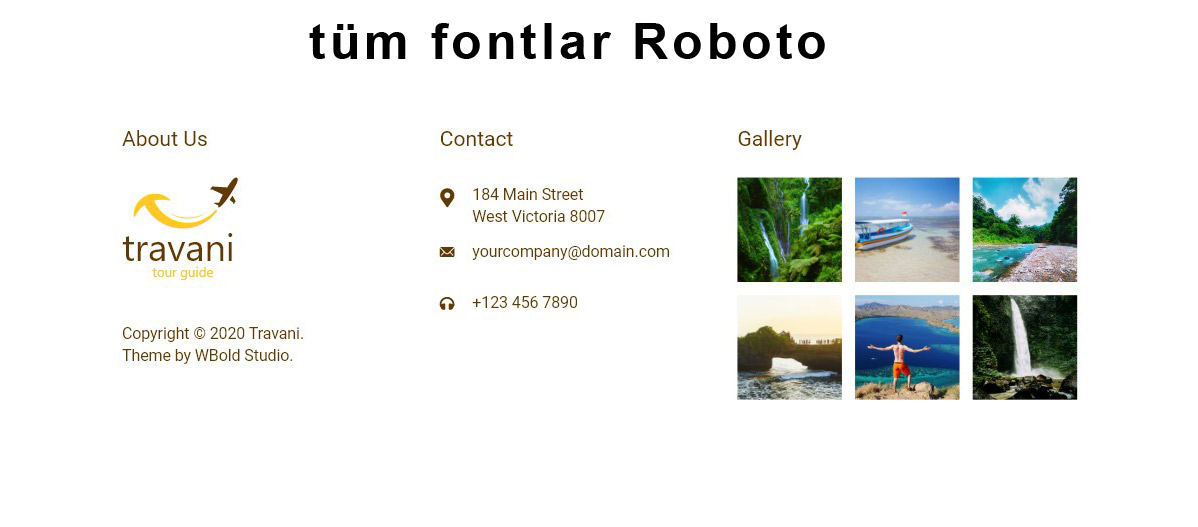 tüm fontlar Roboto
About Us
travani
tour guide
Copyright © 2020 Travani.
Theme by WBold Studio.
Contact
184 Main Street
West Victoria 8007
yourcompany@domain.com
+123 456 7890
Gallery